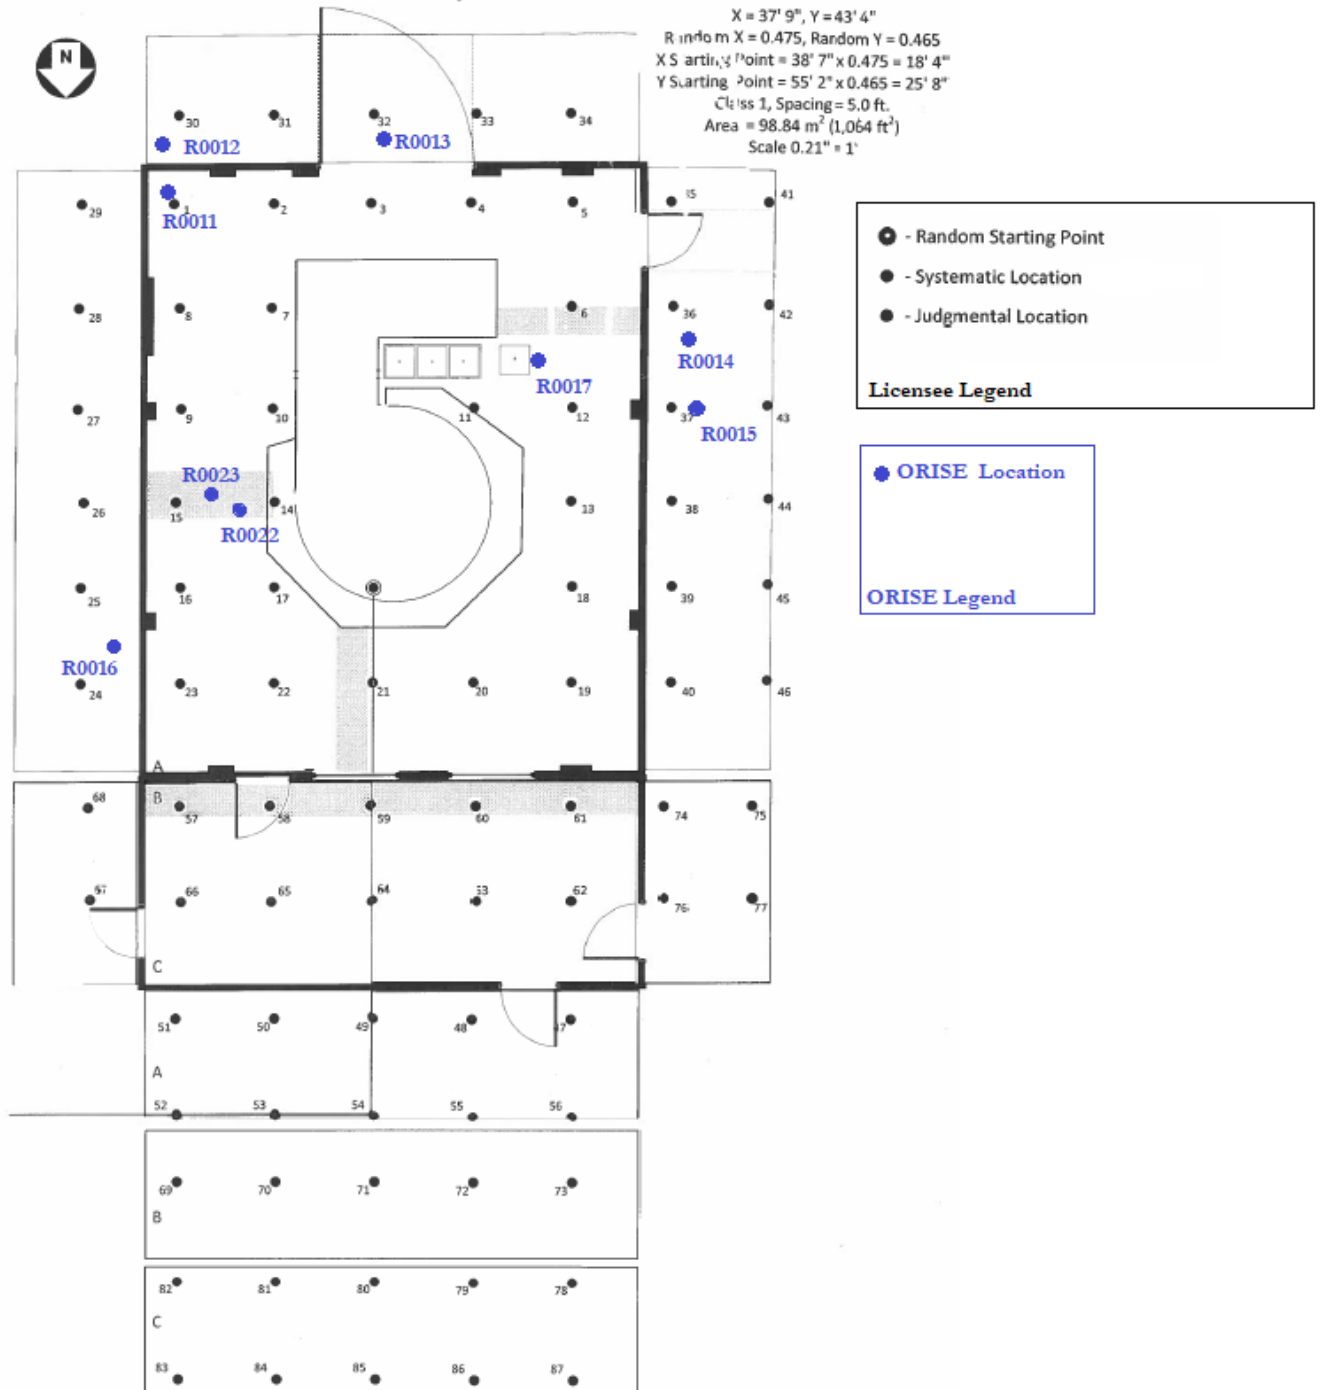 X = 37' 9", Y = 43' 4"
Random X = 0.475, Random Y = 0.465
X Starting Point = 38' 7" x 0.475 = 18' 4"
Y Starting Point = 55' 2" x 0.465 = 25' 8"
Class 1, Spacing = 5.0 ft.
Area = 98.84 m² (1,064 ft²)
Scale 0.21" = 1'
N
30 31 32 33 34
R0012 R0013
29 1 2 3 4 5 35 41
R0011
28 8 7 6 36 42
R0014
R0017
27 9 10 11 12 37 43
R0015
R0023
26 15 14 13 38 44
R0022
25 16 17 18 39 45
R0016
24 23 22 21 20 19 40 46
A
B
68 57 58 59 60 61 74 75
67 66 65 64 63 62 76 77
C
51 50 49 48 47
A
52 53 54 55 56
69 70 71 72 73
B
82 81 80 79 78
C
83 84 85 86 87
- Random Starting Point
- Systematic Location
- Judgmental Location
Licensee Legend
ORISE Location
ORISE Legend